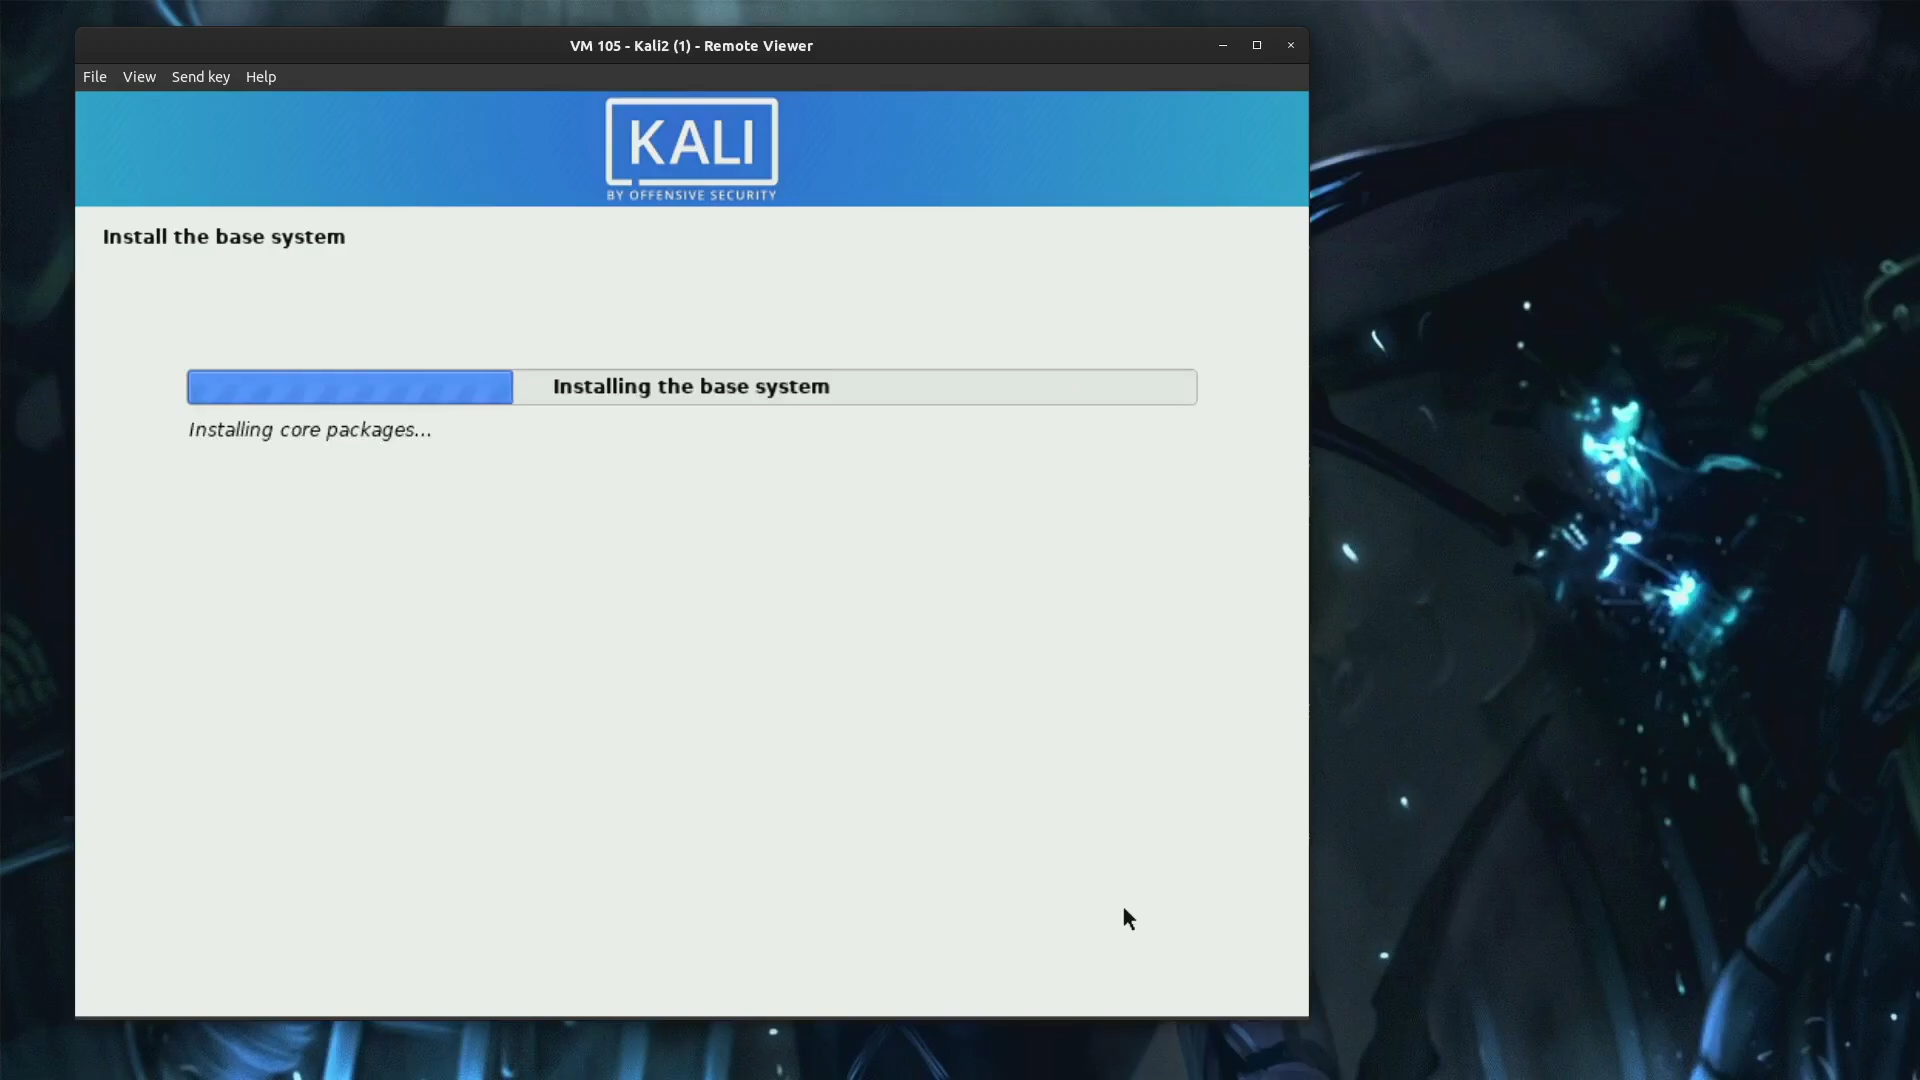 VM 105 - Kali2 (1) - Remote Viewer
File View Send key Help
KALI
BY OFFENSIVE SECURITY
Install the base system
Installing the base system
Installing core packages...